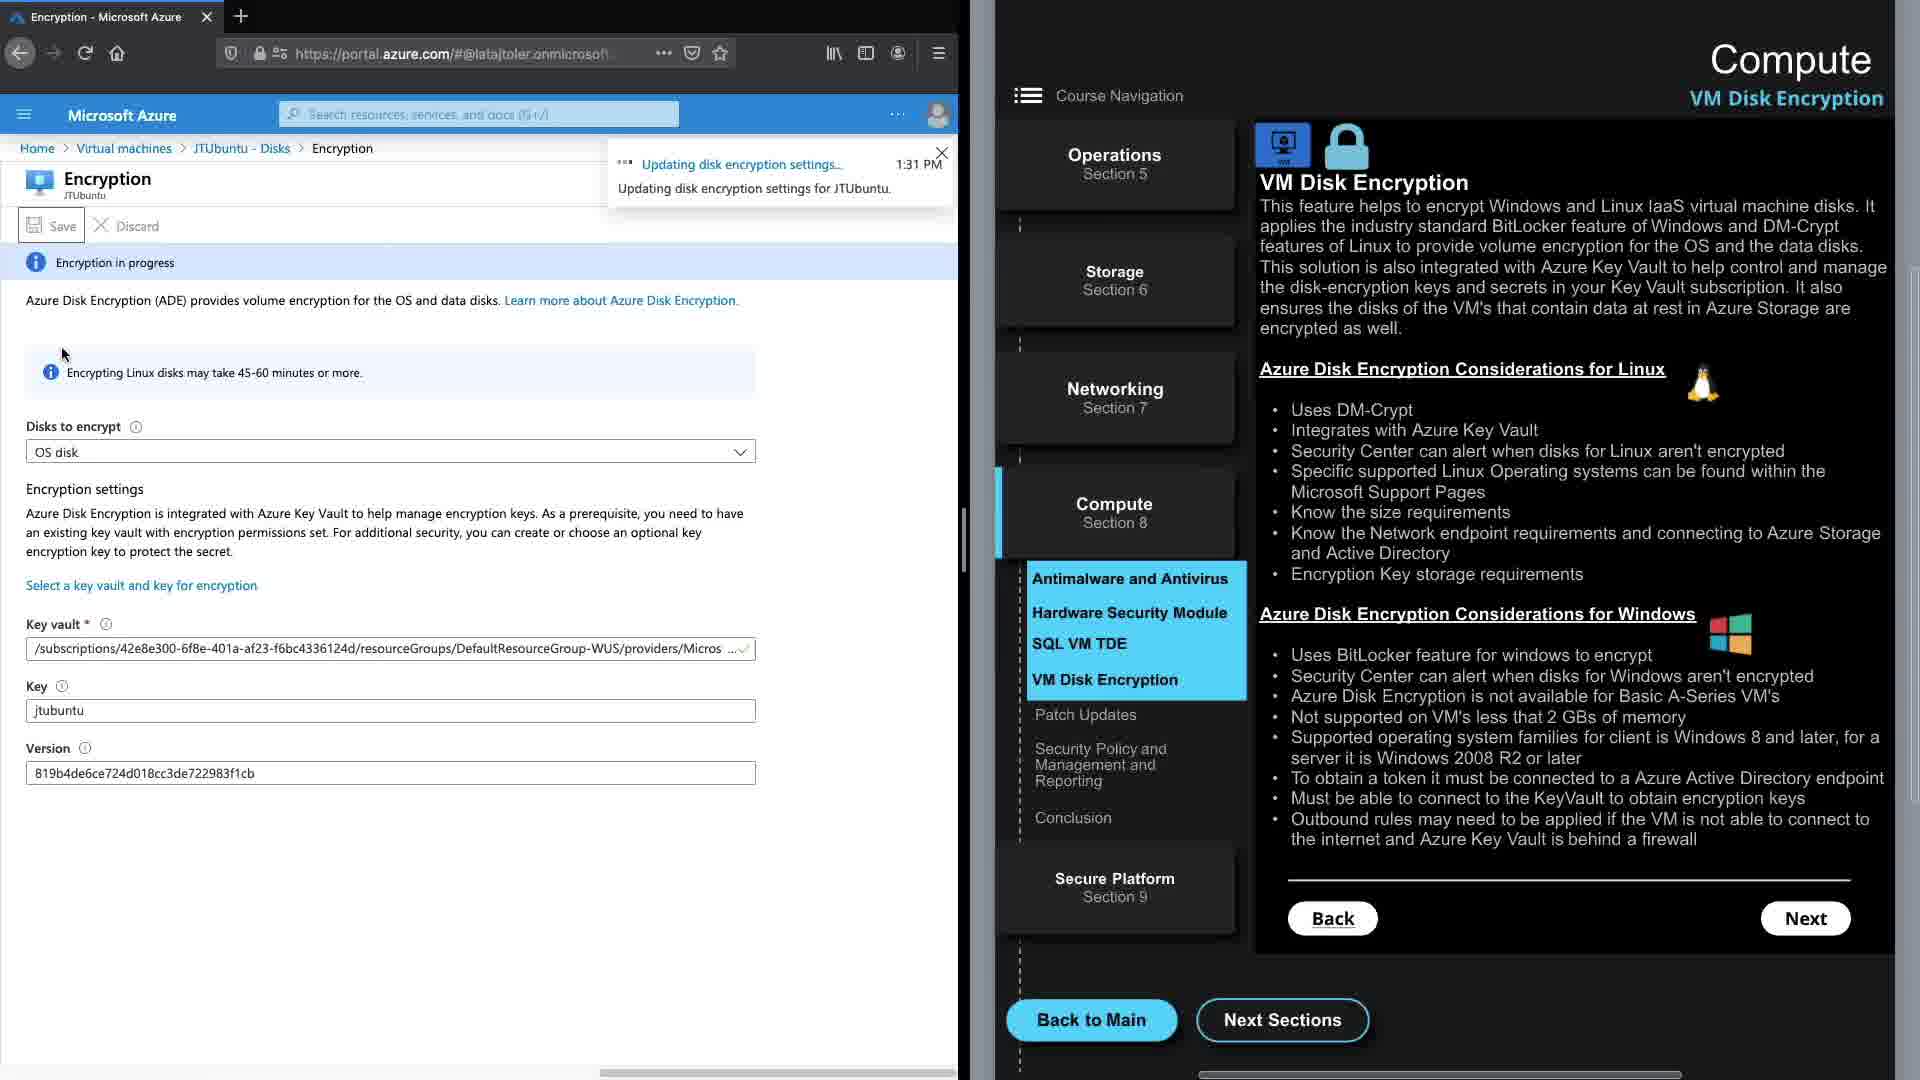 Encryption - Microsoft Azure
https://portal.azure.com/#@latajtoler.onmicrosoft
Microsoft Azure
Search resources, services, and docs (G+/)
Home > Virtual machines > JTUbuntu - Disks > Encryption
Updating disk encryption settings...
1:31 PM
Updating disk encryption settings for JTUbuntu.
Encryption
JTUbuntu
Save
Discard
Encryption in progress
Azure Disk Encryption (ADE) provides volume encryption for the OS and data disks. Learn more about Azure Disk Encryption.
Encrypting Linux disks may take 45-60 minutes or more.
Disks to encrypt
OS disk
Encryption settings
Azure Disk Encryption is integrated with Azure Key Vault to help manage encryption keys. As a prerequisite, you need to have
an existing key vault with encryption permissions set. For additional security, you can create or choose an optional key
encryption key to protect the secret.
Select a key vault and key for encryption
Key vault *
/subscriptions/42e8e300-6f8e-401a-af23-f6bc4336124d/resourceGroups/DefaultResourceGroup-WUS/providers/Micros ...
Key
jtubuntu
Version
819b4de6ce724d018cc3de722983f1cb
Compute
VM Disk Encryption
Course Navigation
Operations
Section 5
Storage
Section 6
Networking
Section 7
Compute
Section 8
Antimalware and Antivirus
Hardware Security Module
SQL VM TDE
VM Disk Encryption
Patch Updates
Security Policy and
Management and
Reporting
Conclusion
Secure Platform
Section 9
Back to Main
Next Sections
VM Disk Encryption
This feature helps to encrypt Windows and Linux IaaS virtual machine disks. It
applies the industry standard BitLocker feature of Windows and DM-Crypt
features of Linux to provide volume encryption for the OS and the data disks.
This solution is also integrated with Azure Key Vault to help control and manage
the disk-encryption keys and secrets in your Key Vault subscription. It also
ensures the disks of the VM's that contain data at rest in Azure Storage are
encrypted as well.
Azure Disk Encryption Considerations for Linux
• Uses DM-Crypt
• Integrates with Azure Key Vault
• Security Center can alert when disks for Linux aren't encrypted
• Specific supported Linux Operating systems can be found within the
Microsoft Support Pages
• Know the size requirements
• Know the Network endpoint requirements and connecting to Azure Storage
and Active Directory
• Encryption Key storage requirements
Azure Disk Encryption Considerations for Windows
• Uses BitLocker feature for windows to encrypt
• Security Center can alert when disks for Windows aren't encrypted
• Azure Disk Encryption is not available for Basic A-Series VM's
• Not supported on VM's less that 2 GBs of memory
• Supported operating system families for client is Windows 8 and later, for a
server it is Windows 2008 R2 or later
• To obtain a token it must be connected to a Azure Active Directory endpoint
• Must be able to connect to the KeyVault to obtain encryption keys
• Outbound rules may need to be applied if the VM is not able to connect to
the internet and Azure Key Vault is behind a firewall
Back
Next